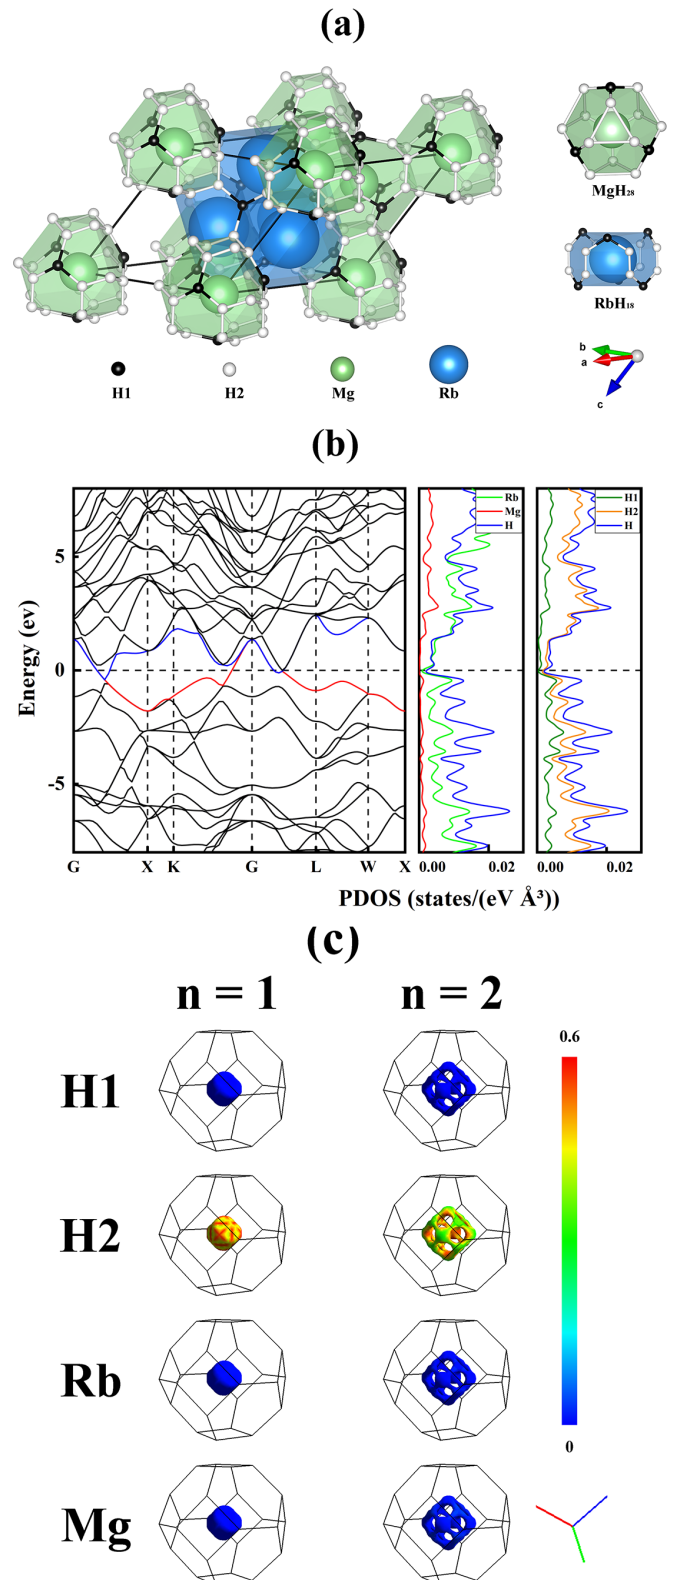 (a)
MgH₂₈
RbH₁₈
b
a
c
H1
H2
Mg
Rb
(b)
Energy (ev)
5
0
-5
G X K G L W X
Rb
Mg
H
0.00 0.02
H1
H2
H
0.00 0.02
PDOS (states/(eV Å³))
(c)
n = 1 n = 2
0.6
H1
H2
Rb
0
Mg